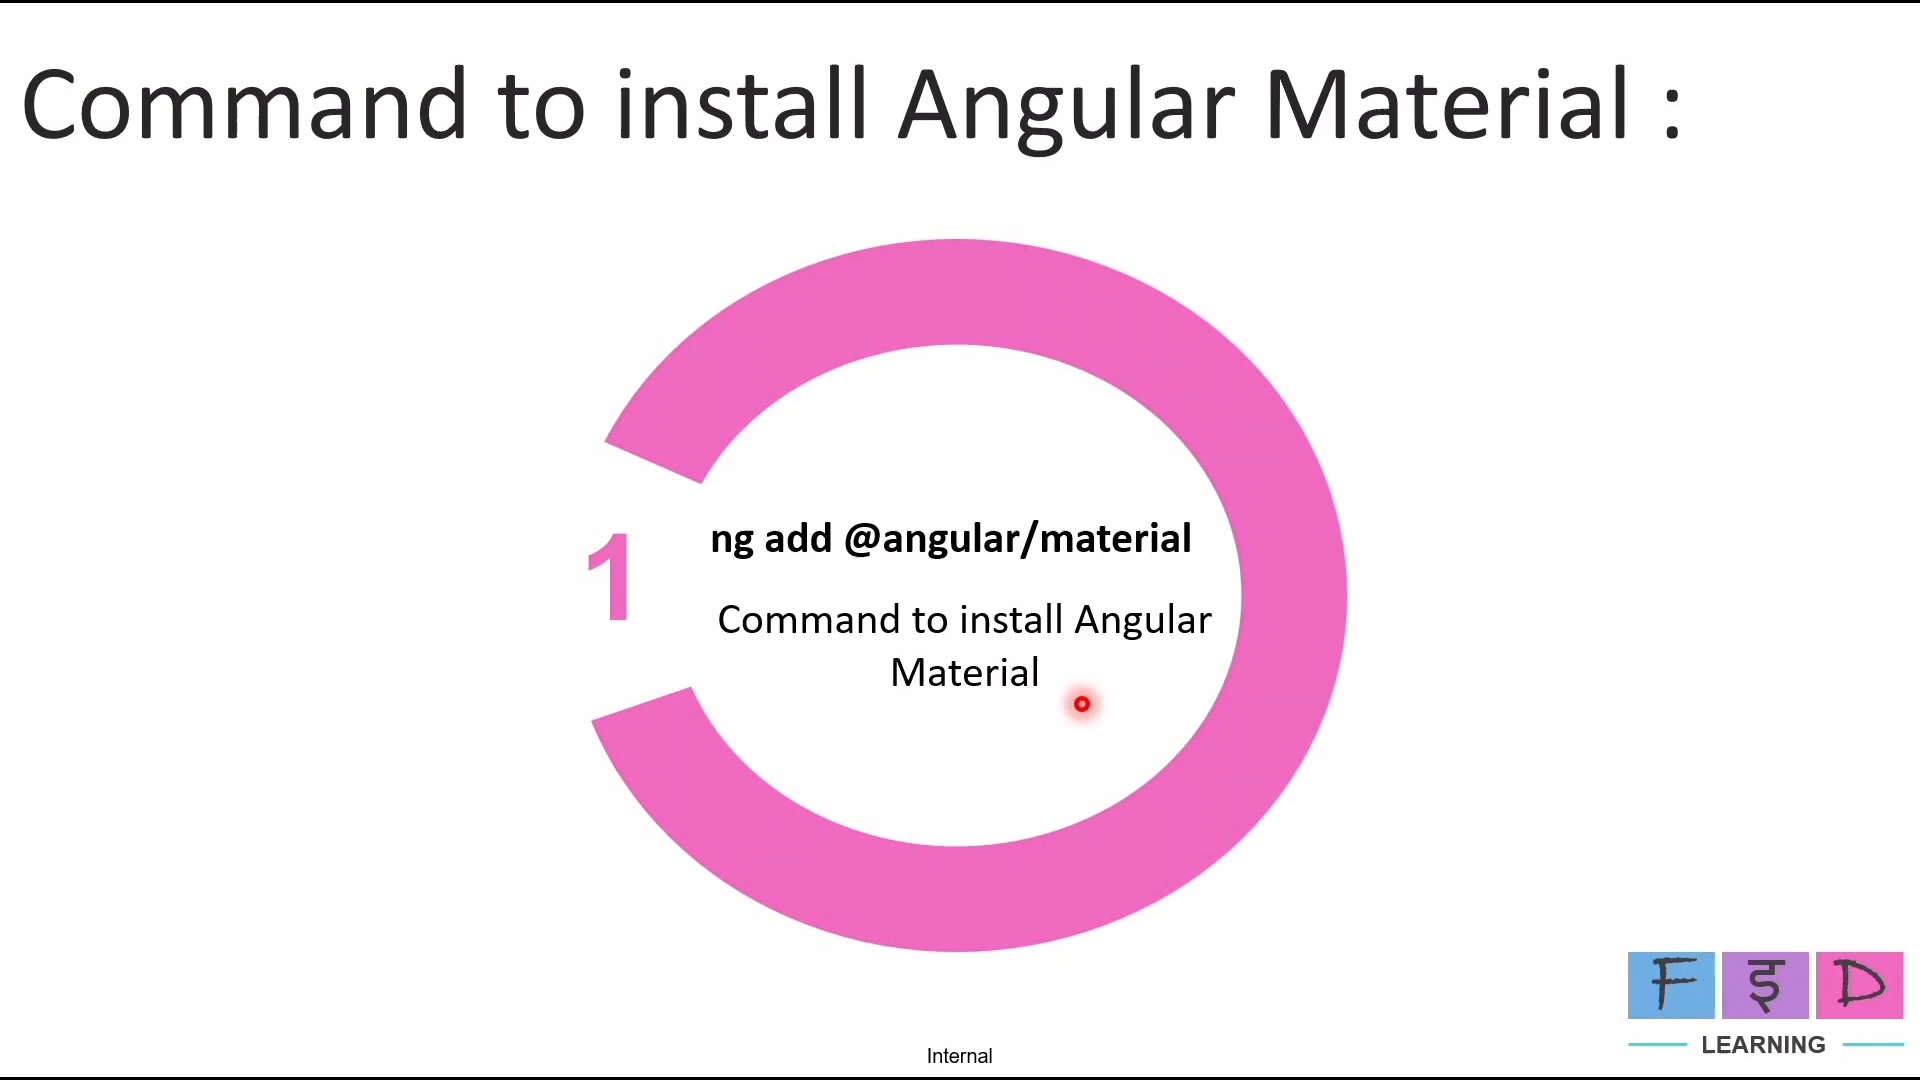 Command to install Angular Material :
1
ng add @angular/material
Command to install Angular
Material
F इ D
LEARNING
Internal